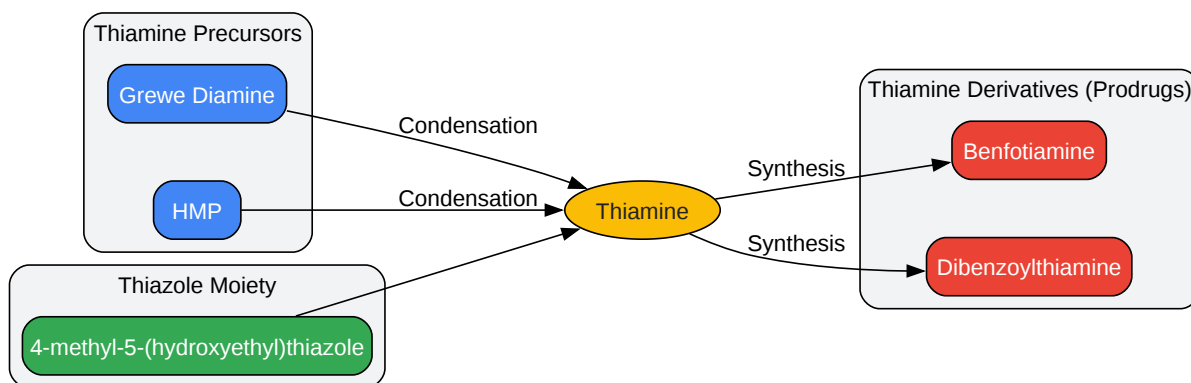 Thiamine Precursors
Grewe Diamine
HMP
Thiazole Moiety
4-methyl-5-(hydroxyethyl)thiazole
Condensation
Condensation
Thiamine
Synthesis
Synthesis
Thiamine Derivatives (Prodrugs)
Benfotiamine
Dibenzoylthiamine